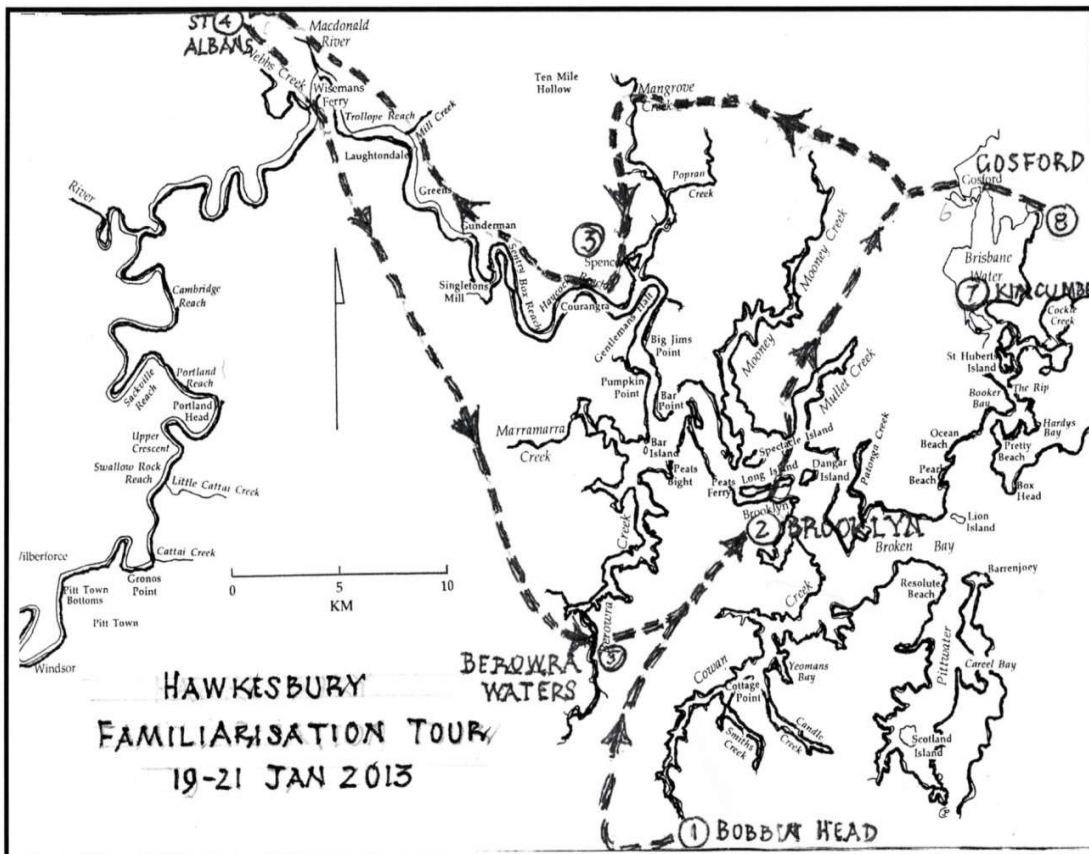 ST
ALBANS
4
Macdonald
River
Webbs Creek
Wisemans
Ferry
Trollope Reach
Mill Creek
Laughtondale
Greens
Gunderman
Singletons
Mill
Sentry Box Reach
Courangra
3
Ten Mile
Hollow
Mangrove
Creek
Popran
Creek
Gentlemans Halt
Big Jims
Point
Pumpkin
Point
Bar
Point
Mooney
Mooney Creek
Mullet Creek
GOSFORD
Gosford
8
Brisbane
Water
7
KINCUMBE
Cockle
Creek
St Huberts
Island
Booker
Bay
The Rip
Hardys
Bay
Ocean
Beach
Pretty
Beach
Pearl
Beach
Box
Head
River
Cambridge
Reach
Sackville
Reach
Portland
Reach
Portland
Head
Upper
Crescent
Swallow Rock
Reach
Little Cattai Creek
Cattai Creek
Gronos
Point
Wilberforce
Pitt Town
Bottoms
Pitt Town
Windsor
0 5 10
KM
Marramarra
Creek
Bar
Island
Peats
Bight
Peats
Ferry
Long Island
Spectacle Island
Dangar
Island
Patonga Creek
Brooklyn
2
BROOKLYN
Lion
Island
Broken Bay
Creek
Berowra
5
BEROWRA
WATERS
Resolute
Beach
Barrenjoey
Cowan
Creek
Yeomans
Bay
Cottage
Point
Smiths
Creek
Candle
Creek
Pittwater
Careel Bay
Scotland
Island
1
BOBBIN HEAD
HAWKESBURY
FAMILIARISATION TOUR
19-21 JAN 2013